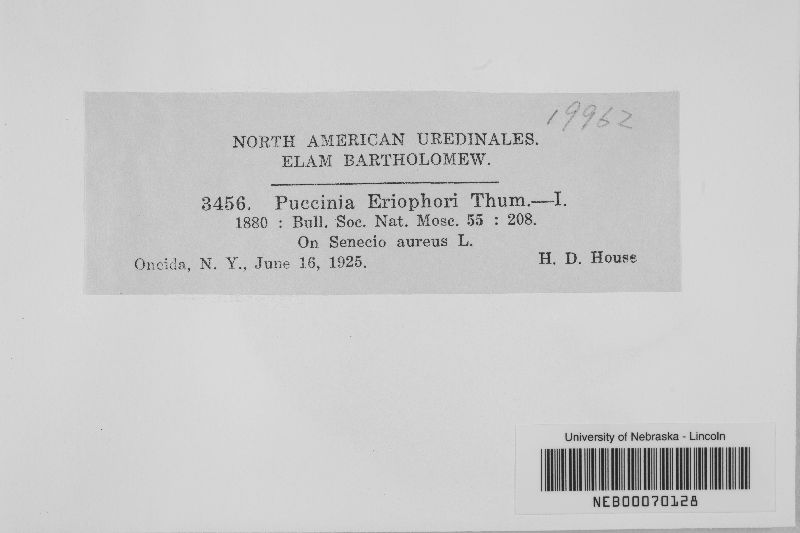 19962
NORTH AMERICAN UREDINALES.
ELAM BARTHOLOMEW.
3456. Puccinia Eriophori Thum.—I.
1880 : Bull. Soc. Nat. Mosc. 55 : 208.
On Senecio aureus L.
Oneida, N. Y., June 16, 1925. H. D. House
University of Nebraska - Lincoln
NEB00070128